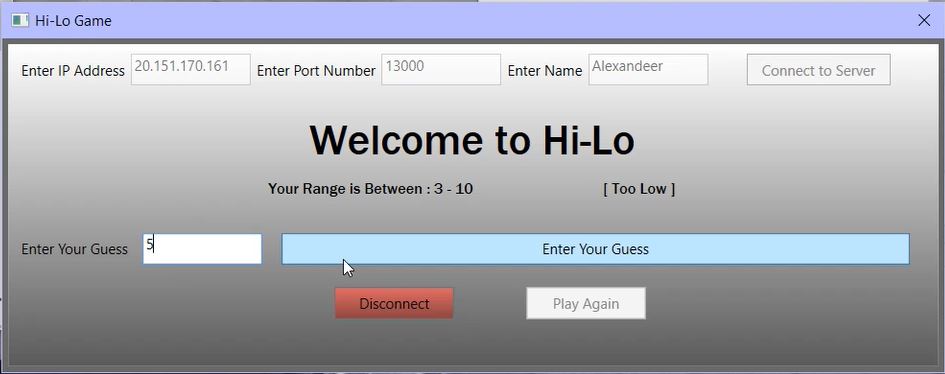 Hi-Lo Game
Enter IP Address 20.151.170.161 Enter Port Number 13000 Enter Name Alexandeer Connect to Server
Welcome to Hi-Lo
Your Range is Between : 3 - 10 [ Too Low ]
Enter Your Guess 5 Enter Your Guess
Disconnect Play Again